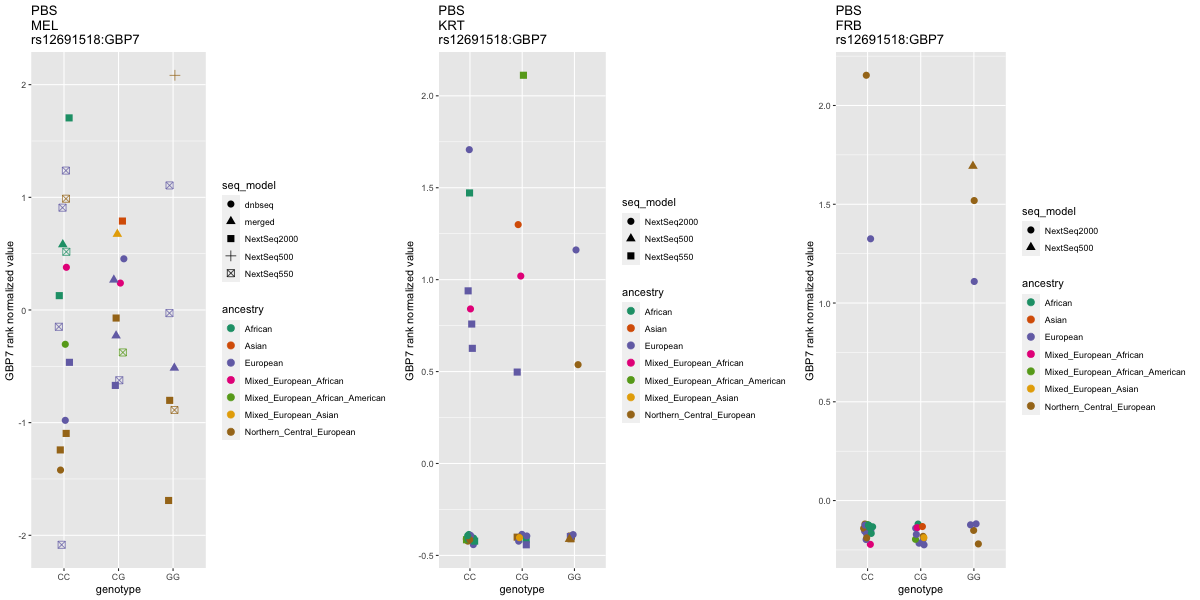 PBS
MEL
rs12691518:GBP7
GBP7 rank normalized value
2
1
0
-1
-2
CC
CG
GG
genotype
seq_model
dnbseq
merged
NextSeq2000
NextSeq500
NextSeq550
ancestry
African
Asian
European
Mixed_European_African
Mixed_European_African_American
Mixed_European_Asian
Northern_Central_European
PBS
KRT
rs12691518:GBP7
GBP7 rank normalized value
2.0
1.5
1.0
0.5
0.0
-0.5
CC
CG
GG
genotype
seq_model
NextSeq2000
NextSeq500
NextSeq550
ancestry
African
Asian
European
Mixed_European_African
Mixed_European_African_American
Mixed_European_Asian
Northern_Central_European
PBS
FRB
rs12691518:GBP7
GBP7 rank normalized value
2.0
1.5
1.0
0.5
0.0
CC
CG
GG
genotype
seq_model
NextSeq2000
NextSeq500
ancestry
African
Asian
European
Mixed_European_African
Mixed_European_African_American
Mixed_European_Asian
Northern_Central_European